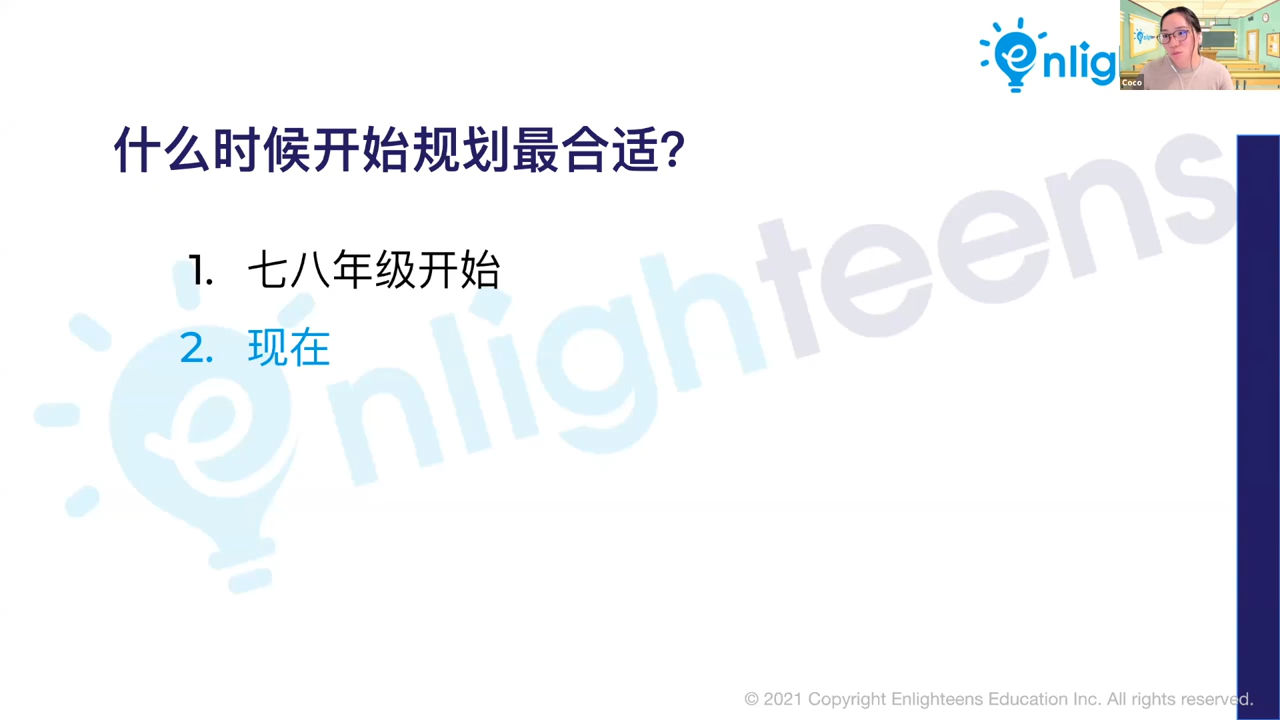 enlig
Coco
什么时候开始规划最合适?
1. 七八年级开始
2. 现在
enlighteens
© 2021 Copyright Enlighteens Education Inc. All rights reserved.